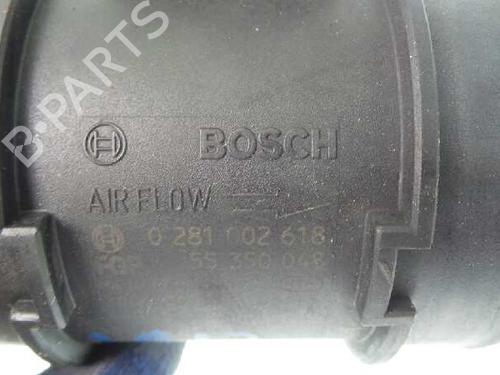 B-PARTS
BOSCH
AIR FLOW
0 281 002 618
55 350 048